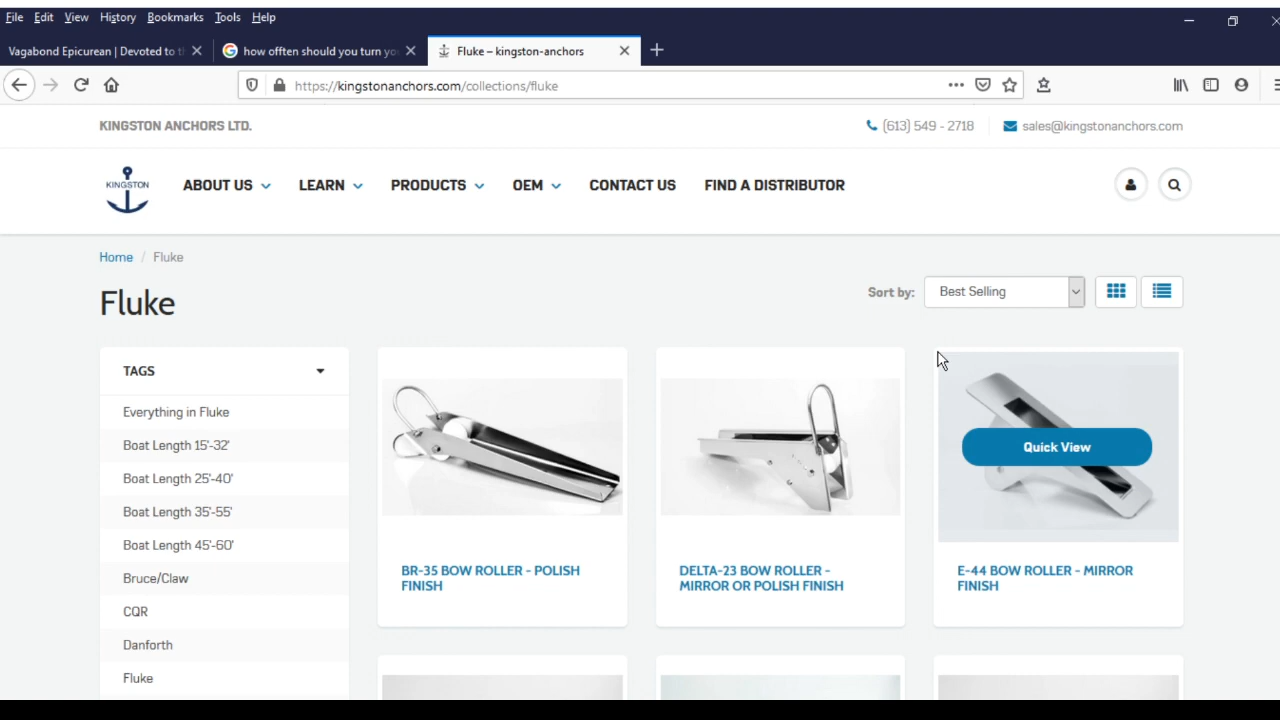 File Edit View History Bookmarks Tools Help
Vagabond Epicurean | Devoted to t
how offten should you turn yo
Fluke – kingston-anchors
https://kingstonanchors.com/collections/fluke
KINGSTON ANCHORS LTD.
(613) 549 - 2718
sales@kingstonanchors.com
KINGSTON
ABOUT US
LEARN
PRODUCTS
OEM
CONTACT US
FIND A DISTRIBUTOR
Home / Fluke
Fluke
Sort by:
Best Selling
TAGS
Everything in Fluke
Boat Length 15'-32'
Boat Length 25'-40'
Boat Length 35'-55'
Boat Length 45'-60'
Bruce/Claw
CQR
Danforth
Fluke
BR-35 BOW ROLLER - POLISH
FINISH
DELTA-23 BOW ROLLER -
MIRROR OR POLISH FINISH
Quick View
E-44 BOW ROLLER - MIRROR
FINISH